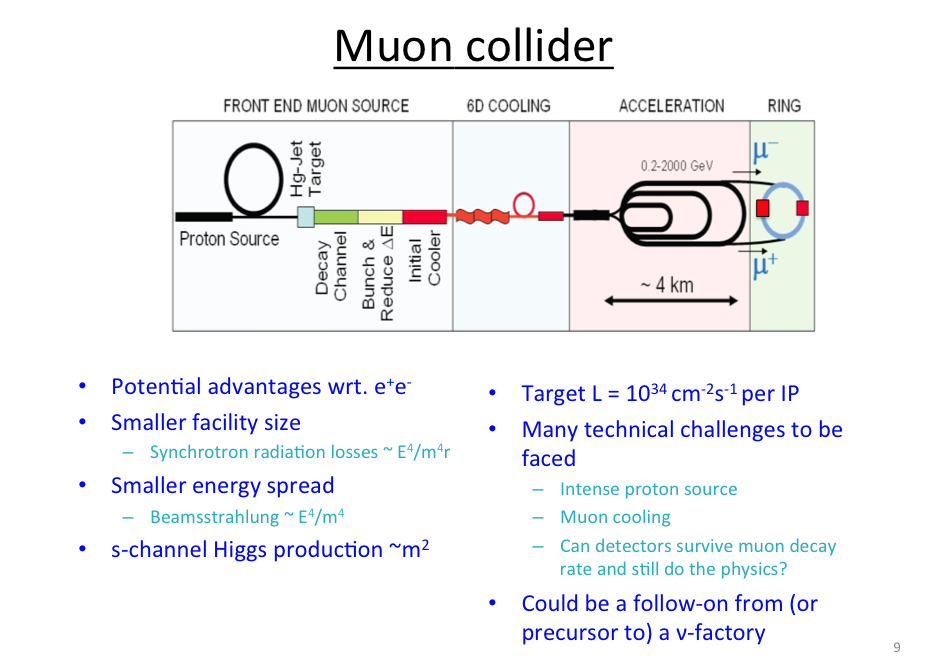 Muon collider
FRONT END MUON SOURCE
6D COOLING
ACCELERATION
RING
Hg-Jet
Target
0.2-2000 GeV
μ⁻
Proton Source
Decay
Channel
Bunch &
Reduce ΔE
Initial
Cooler
~ 4 km
μ⁺
• Potential advantages wrt. e⁺e⁻
• Smaller facility size
– Synchrotron radiation losses ~ E⁴/m⁴r
• Smaller energy spread
– Beamsstrahlung ~ E⁴/m⁴
• s-channel Higgs production ~m²
• Target L = 10³⁴ cm⁻²s⁻¹ per IP
• Many technical challenges to be
faced
– Intense proton source
– Muon cooling
– Can detectors survive muon decay
rate and still do the physics?
• Could be a follow-on from (or
precursor to) a ν-factory
9